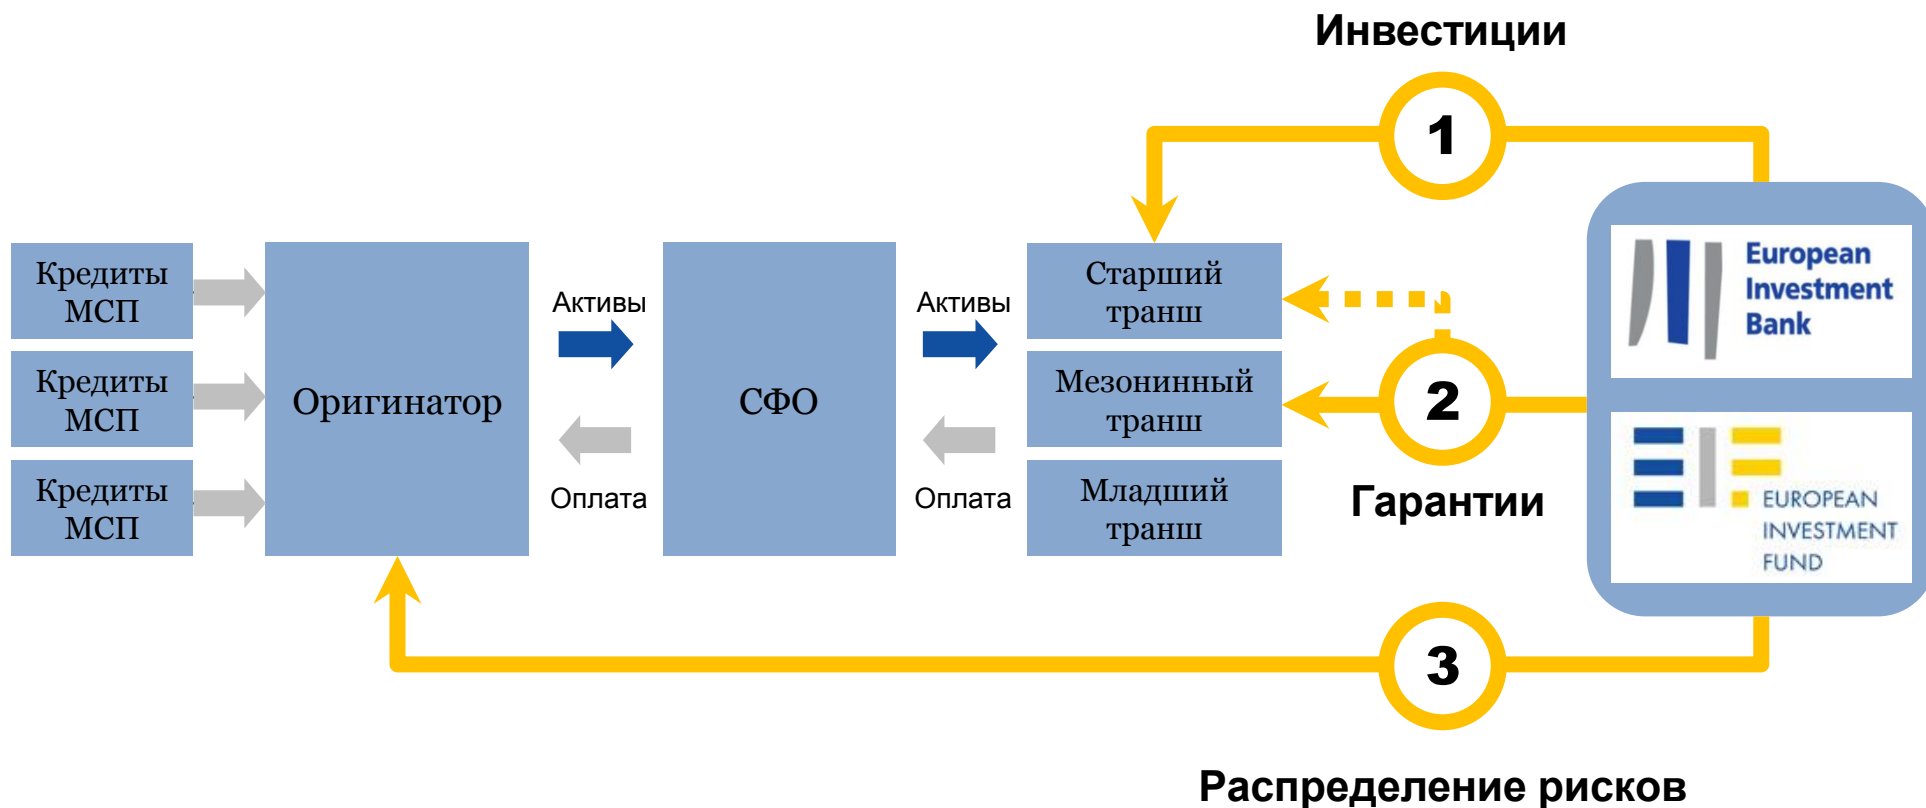 Инвестиции
1
Кредиты
МСП
Кредиты
МСП
Кредиты
МСП
Оригинатор
Активы
Оплата
СФО
Активы
Оплата
Старший
транш
Мезонинный
транш
Младший
транш
2
Гарантии
European
Investment
Bank
EUROPEAN
INVESTMENT
FUND
3
Распределение рисков